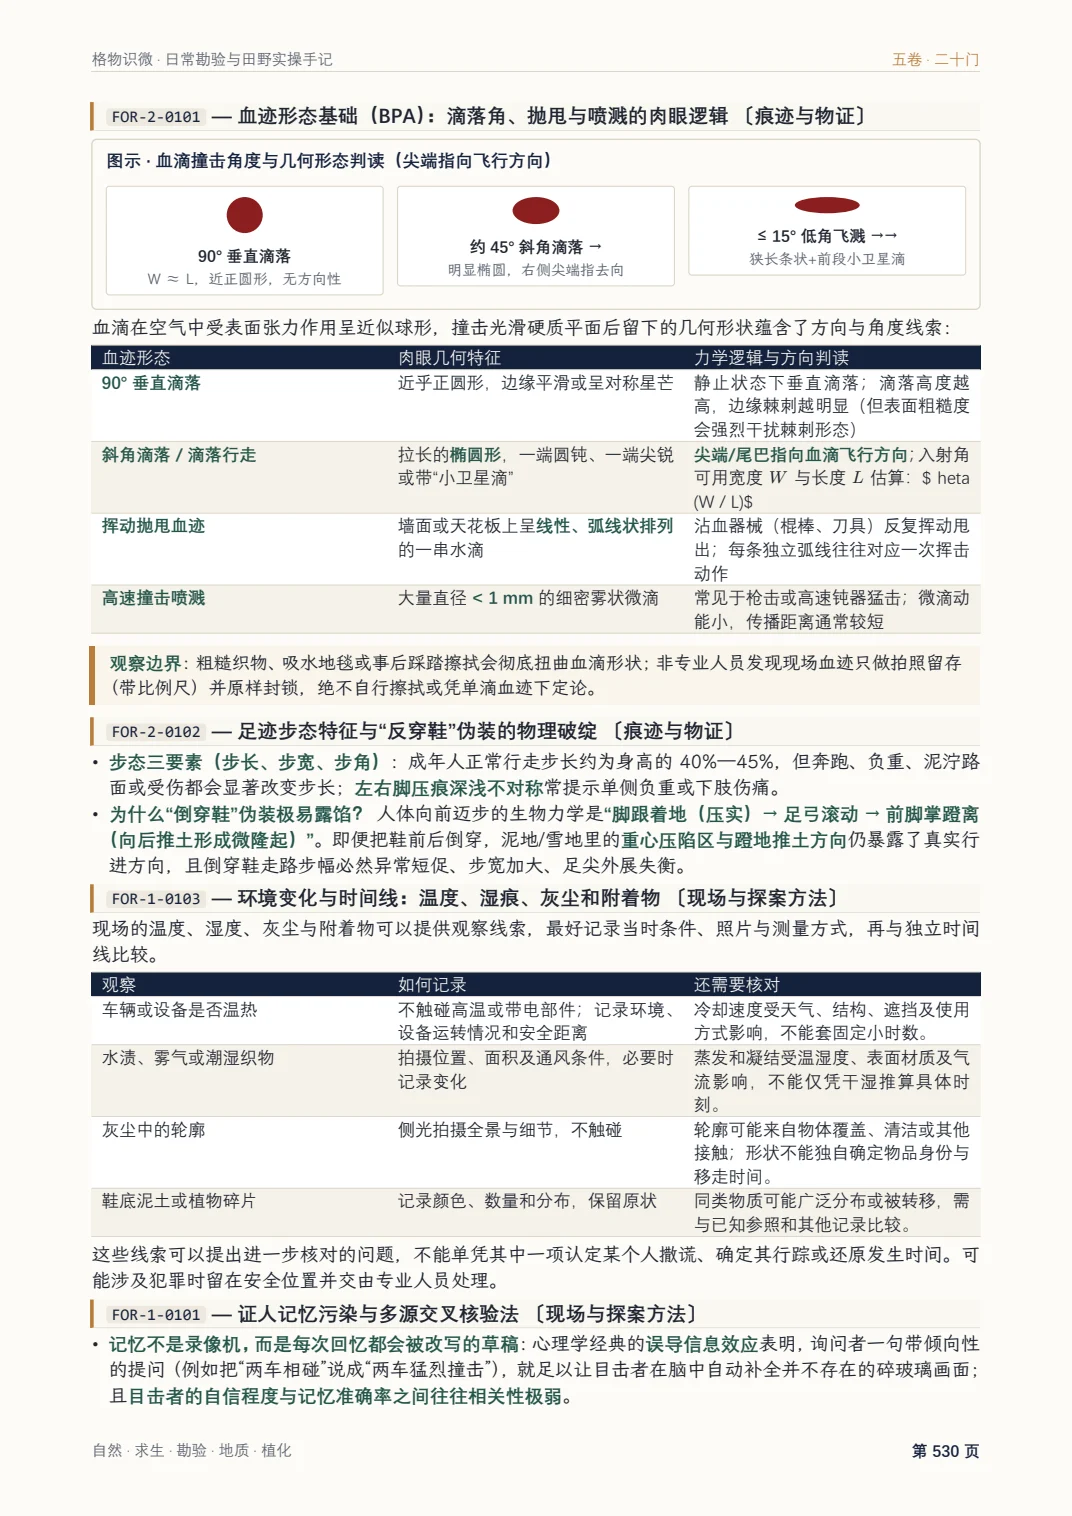 格物识微 · 日常勘验与田野实操手记
五卷 · 二十门
FOR-2-0101 — 血迹形态基础（BPA）：滴落角、抛甩与喷溅的肉眼逻辑 〔痕迹与物证〕
图示 · 血滴撞击角度与几何形态判读（尖端指向飞行方向）
90° 垂直滴落
W ≈ L，近正圆形，无方向性
约 45° 斜角滴落 →
明显椭圆，右侧尖端指去向
≤ 15° 低角飞溅 →→
狭长条状+前段小卫星滴
血滴在空气中受表面张力作用呈近似球形，撞击光滑硬质平面后留下的几何形状蕴含了方向与角度线索：
血迹形态
肉眼几何特征
力学逻辑与方向判读
90° 垂直滴落
近乎正圆形，边缘平滑或呈对称星芒
静止状态下垂直滴落；滴落高度越
高，边缘棘刺越明显（但表面粗糙度
会强烈干扰棘刺形态）
斜角滴落 / 滴落行走
拉长的椭圆形，一端圆钝、一端尖锐
或带“小卫星滴”
尖端/尾巴指向血滴飞行方向；入射角
可用宽度 W 与长度 L 估算：$ heta
(W / L)$
挥动抛甩血迹
墙面或天花板上呈线性、弧线状排列
的一串水滴
沾血器械（棍棒、刀具）反复挥动甩
出；每条独立弧线往往对应一次挥击
动作
高速撞击喷溅
大量直径 < 1 mm 的细密雾状微滴
常见于枪击或高速钝器猛击；微滴动
能小，传播距离通常较短
观察边界：粗糙织物、吸水地毯或事后踩踏擦拭会彻底扭曲血滴形状；非专业人员发现现场血迹只做拍照留存
（带比例尺）并原样封锁，绝不自行擦拭或凭单滴血迹下定论。
FOR-2-0102 — 足迹步态特征与“反穿鞋”伪装的物理破绽 〔痕迹与物证〕
• 步态三要素（步长、步宽、步角）：成年人正常行走步长约为身高的 40%—45%，但奔跑、负重、泥泞路
面或受伤都会显著改变步长；左右脚压痕深浅不对称常提示单侧负重或下肢伤痛。
• 为什么“倒穿鞋”伪装极易露馅？ 人体向前迈步的生物力学是“脚跟着地（压实）→ 足弓滚动 → 前脚掌蹬离
（向后推土形成微隆起）”。即便把鞋前后倒穿，泥地/雪地里的重心压陷区与蹬地推土方向仍暴露了真实行
进方向，且倒穿鞋走路步幅必然异常短促、步宽加大、足尖外展失衡。
FOR-1-0103 — 环境变化与时间线：温度、湿痕、灰尘和附着物 〔现场与探案方法〕
现场的温度、湿度、灰尘与附着物可以提供观察线索，最好记录当时条件、照片与测量方式，再与独立时间
线比较。
观察
如何记录
还需要核对
车辆或设备是否温热
不触碰高温或带电部件；记录环境、
设备运转情况和安全距离
冷却速度受天气、结构、遮挡及使用
方式影响，不能套固定小时数。
水渍、雾气或潮湿织物
拍摄位置、面积及通风条件，必要时
记录变化
蒸发和凝结受温湿度、表面材质及气
流影响，不能仅凭干湿推算具体时
刻。
灰尘中的轮廓
侧光拍摄全景与细节，不触碰
轮廓可能来自物体覆盖、清洁或其他
接触；形状不能独自确定物品身份与
移走时间。
鞋底泥土或植物碎片
记录颜色、数量和分布，保留原状
同类物质可能广泛分布或被转移，需
与已知参照和其他记录比较。
这些线索可以提出进一步核对的问题，不能单凭其中一项认定某个人撒谎、确定其行踪或还原发生时间。可
能涉及犯罪时留在安全位置并交由专业人员处理。
FOR-1-0101 — 证人记忆污染与多源交叉核验法 〔现场与探案方法〕
• 记忆不是录像机，而是每次回忆都会被改写的草稿：心理学经典的误导信息效应表明，询问者一句带倾向性
的提问（例如把“两车相碰”说成“两车猛烈撞击”），就足以让目击者在脑中自动补全并不存在的碎玻璃画面；
且目击者的自信程度与记忆准确率之间往往相关性极弱。
自然 · 求生 · 勘验 · 地质 · 植化
第 530 页